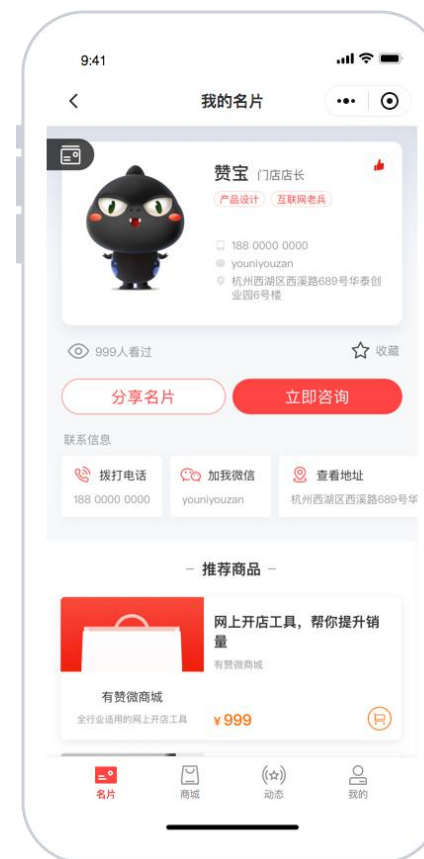 9:41
我的名片
赞宝 门店店长
产品设计 互联网老兵
188 0000 0000
youniyouzan
杭州西湖区西溪路689号华泰创
业园6号楼
999人看过
收藏
分享名片
立即咨询
联系信息
拨打电话
188 0000 0000
加我微信
youniyouzan
查看地址
杭州西湖区西溪路689号华
- 推荐商品 -
网上开店工具，帮你提升销
量
有赞微商城
有赞微商城
全行业适用的网上开店工具
¥999
名片
商城
动态
我的